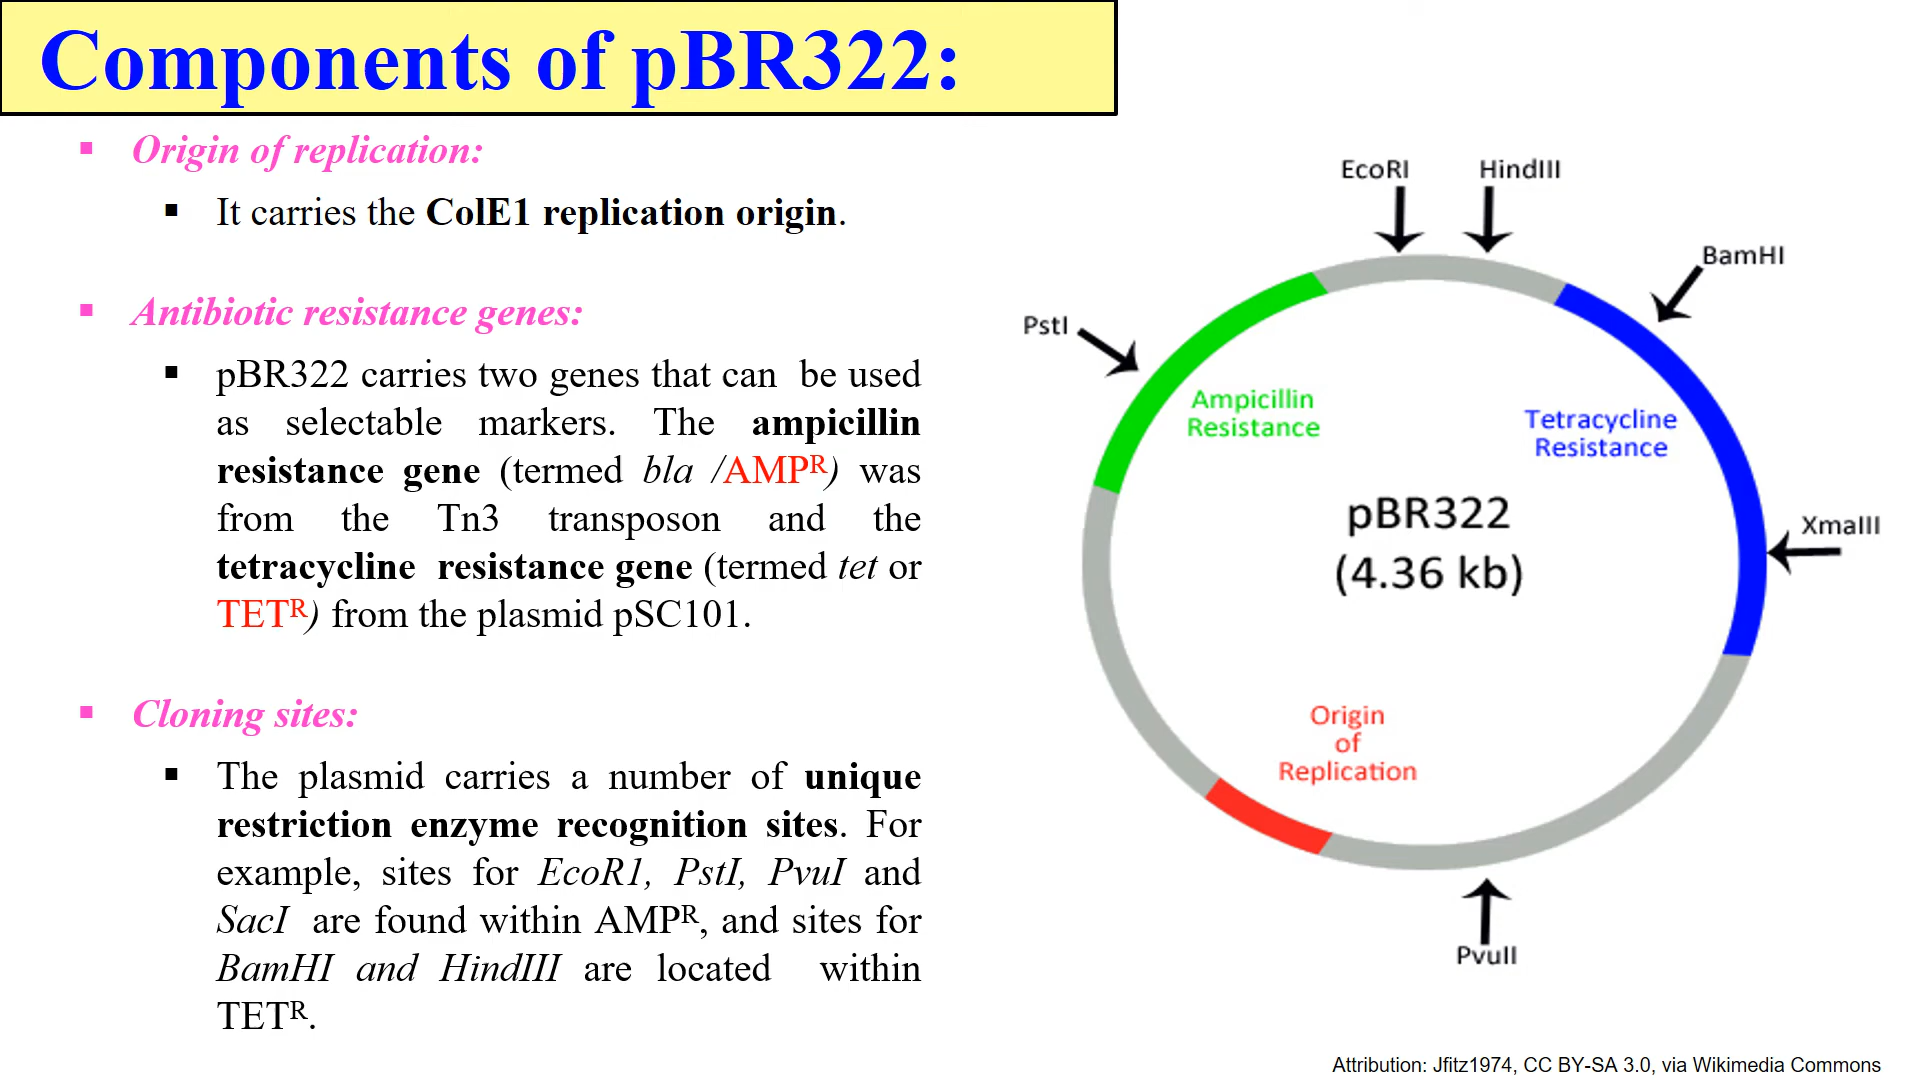 Components of pBR322:
Origin of replication:
It carries the ColE1 replication origin.
Antibiotic resistance genes:
pBR322 carries two genes that can be used
as selectable markers. The ampicillin
resistance gene (termed bla /AMPᴿ) was
from the Tn3 transposon and the
tetracycline resistance gene (termed tet or
TETᴿ) from the plasmid pSC101.
Cloning sites:
The plasmid carries a number of unique
restriction enzyme recognition sites. For
example, sites for EcoR1, PstI, PvuI and
SacI are found within AMPᴿ, and sites for
BamHI and HindIII are located within
TETᴿ.
EcoRI
HindIII
BamHI
PstI
Ampicillin
Resistance
Tetracycline
Resistance
pBR322
(4.36 kb)
XmaIII
Origin
of
Replication
PvuII
Attribution: Jfitz1974, CC BY-SA 3.0, via Wikimedia Commons